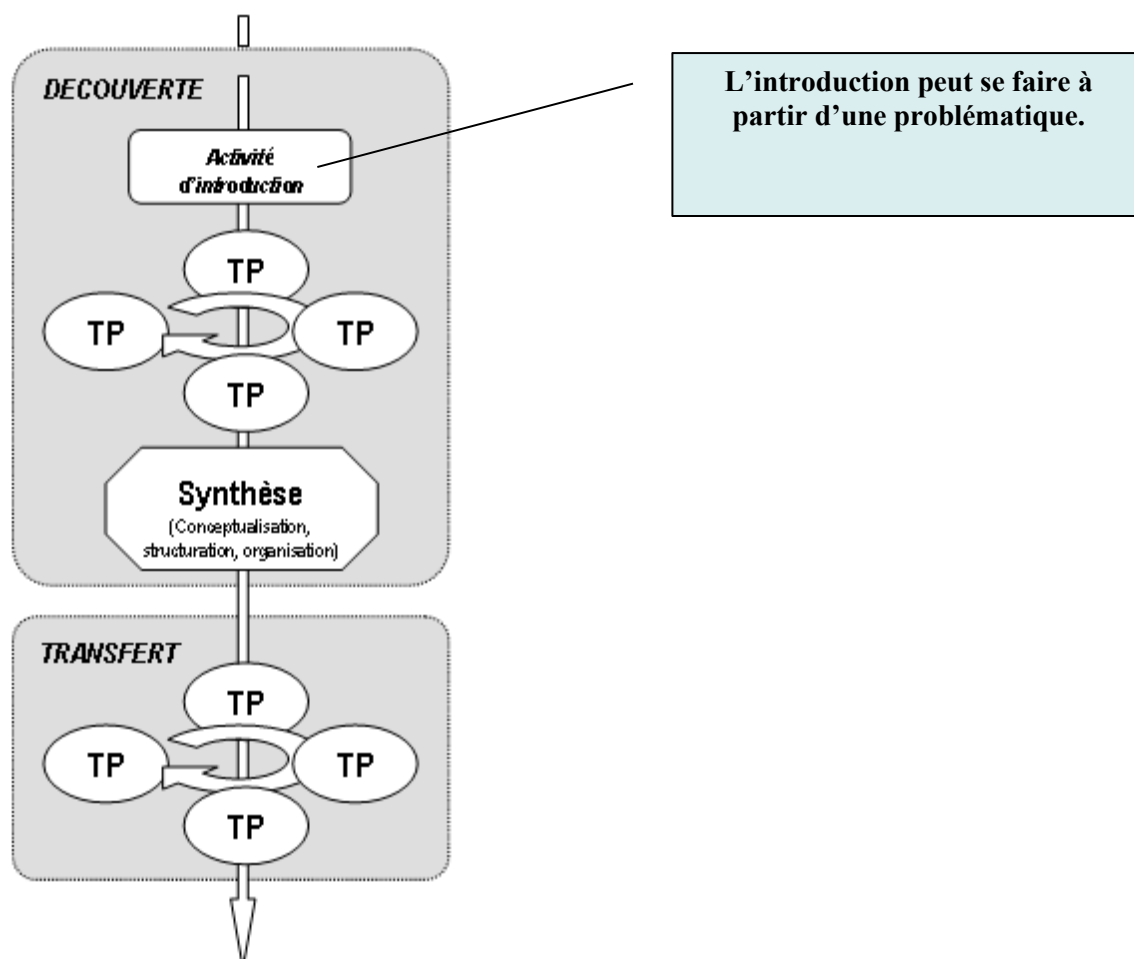 DECOUVERTE
L’introduction peut se faire à
partir d’une problématique.
Activité
d'introduction
TP
TP
TP
TP
Synthèse
(Conceptualisation,
structuration, organisation)
TRANSFERT
TP
TP
TP
TP